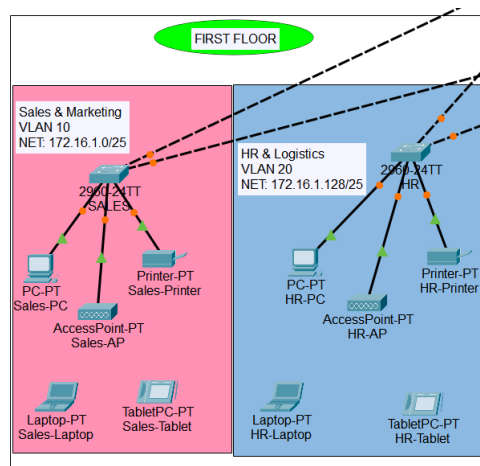 FIRST FLOOR
Sales & Marketing
VLAN 10
NET: 172.16.1.0/25
2960-24TT
SALES
PC-PT
Sales-PC
Printer-PT
Sales-Printer
AccessPoint-PT
Sales-AP
Laptop-PT
Sales-Laptop
TabletPC-PT
Sales-Tablet
HR & Logistics
VLAN 20
NET: 172.16.1.128/25
2960-24TT
HR
PC-PT
HR-PC
Printer-PT
HR-Printer
AccessPoint-PT
HR-AP
Laptop-PT
HR-Laptop
TabletPC-PT
HR-Tablet